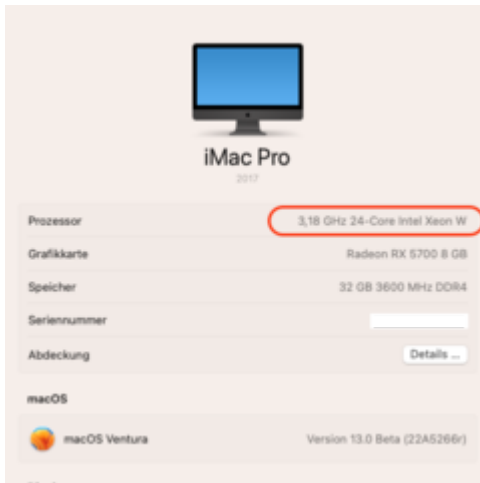 iMac Pro
2017
Prozessor 3,18 GHz 24-Core Intel Xeon W
Grafikkarte Radeon RX 5700 8 GB
Speicher 32 GB 3600 MHz DDR4
Seriennummer
Abdeckung Details ...
macOS
macOS Ventura Version 13.0 Beta (22A5266r)